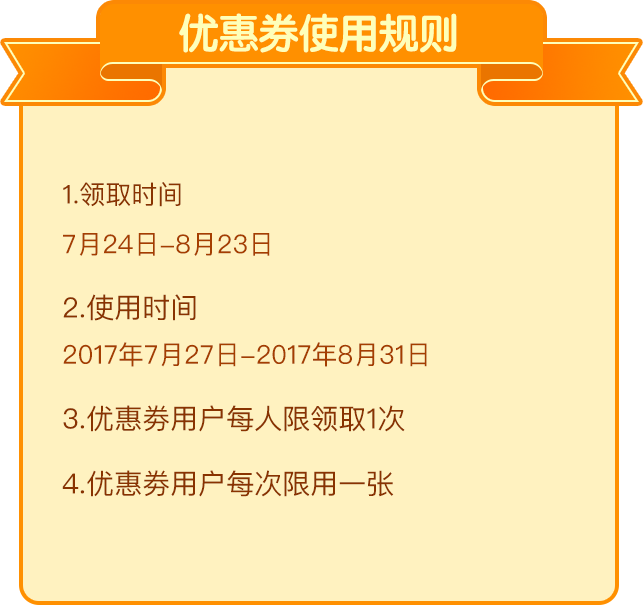 优惠券使用规则
1.领取时间
7月24日-8月23日
2.使用时间
2017年7月27日-2017年8月31日
3.优惠券用户每人限领取1次
4.优惠券用户每次限用一张